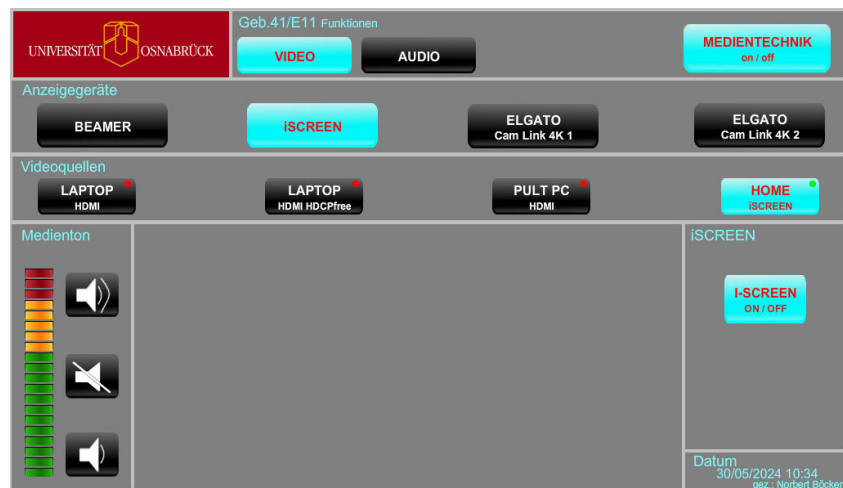 UNIVERSITÄT OSNABRÜCK
Geb.41/E11 Funktionen
VIDEO
AUDIO
MEDIENTECHNIK
on / off
Anzeigegeräte
BEAMER
iSCREEN
ELGATO
Cam Link 4K 1
ELGATO
Cam Link 4K 2
Videoquellen
LAPTOP
HDMI
LAPTOP
HDMI HDCPfree
PULT PC
HDMI
HOME
iSCREEN
Medienton
iSCREEN
I-SCREEN
ON / OFF
Datum
30/05/2024 10:34
gez : Norbert Böcker